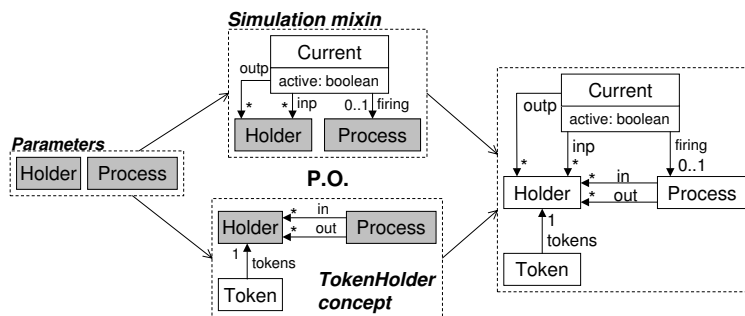 Simulation mixin
Current
active: boolean
outp
* * inp 0..1 firing
Holder Process
Parameters
Holder Process
P.O.
Holder Process
* in
* out
1 tokens
Token
TokenHolder
concept
Current
active: boolean
outp
inp
firing
* * 0..1
Holder Process
* in
* out
1
tokens
Token